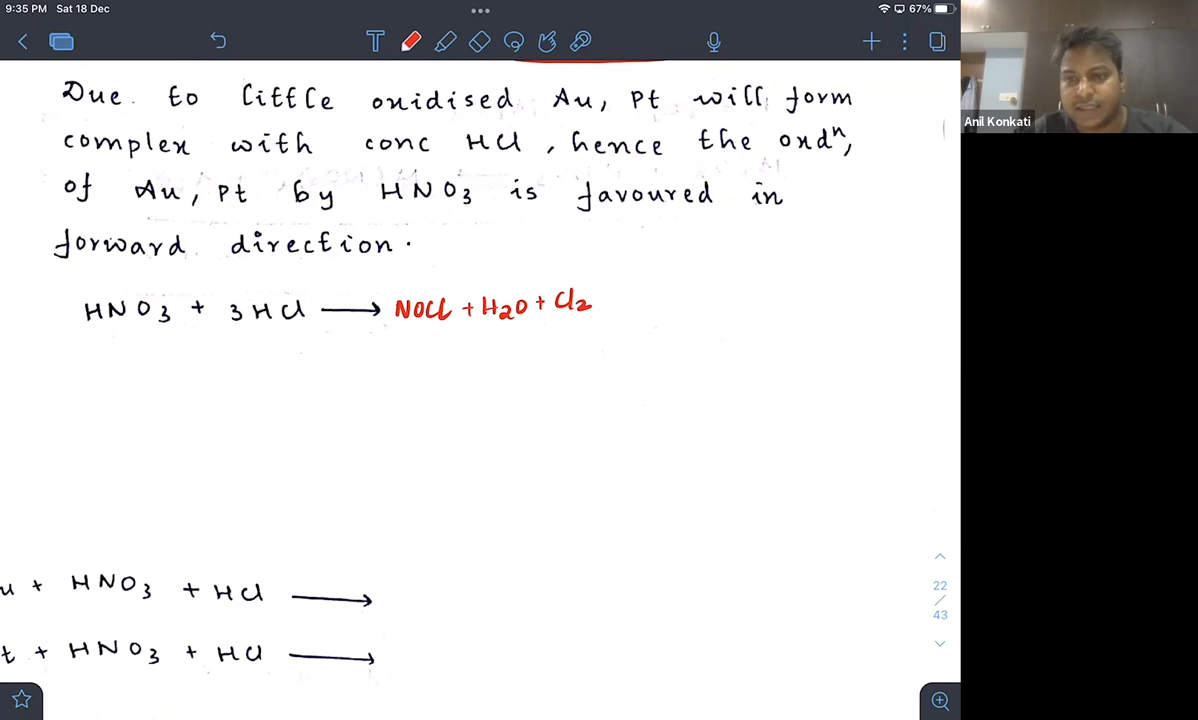 9:35 PM Sat 18 Dec
67%
Anil Konkati
Due to little oxidised Au, Pt will form
complex with conc HCl, hence the oxdⁿ,
of Au, Pt by HNO3 is favoured in
forward direction.
HNO3 + 3HCl ⟶ NOCl + H2O + Cl2
u + HNO3 + HCl ⟶
t + HNO3 + HCl ⟶
22
/
43